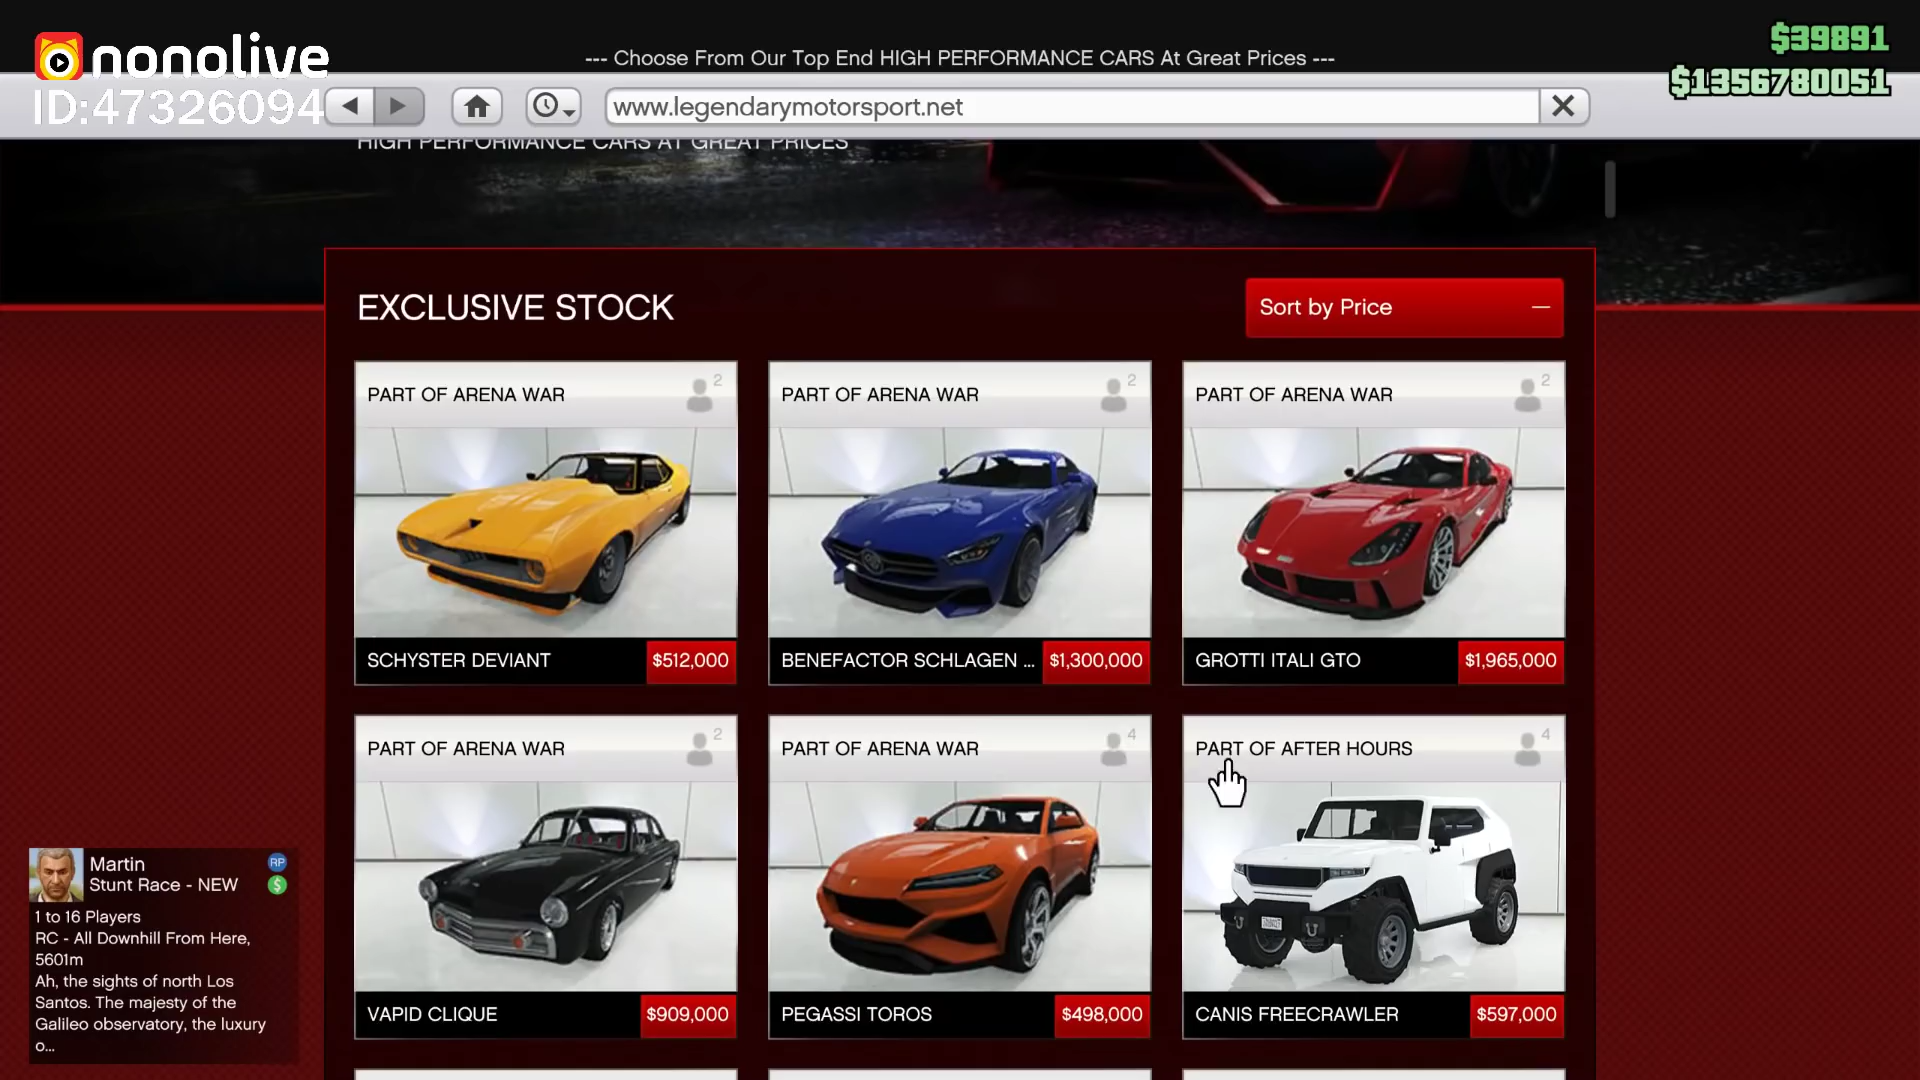 nonolive
ID:47326094
--- Choose From Our Top End HIGH PERFORMANCE CARS At Great Prices ---
$39891
$1356780051
www.legendarymotorsport.net
HIGH PERFORMANCE CARS AT GREAT PRICES
EXCLUSIVE STOCK
Sort by Price
PART OF ARENA WAR
2
PART OF ARENA WAR
2
PART OF ARENA WAR
2
SCHYSTER DEVIANT
$512,000
BENEFACTOR SCHLAGEN ...
$1,300,000
GROTTI ITALI GTO
$1,965,000
PART OF ARENA WAR
2
PART OF ARENA WAR
4
PART OF AFTER HOURS
4
VAPID CLIQUE
$909,000
PEGASSI TOROS
$498,000
CANIS FREECRAWLER
$597,000
Martin
RP
Stunt Race - NEW
$
1 to 16 Players
RC - All Downhill From Here,
5601m
Ah, the sights of north Los
Santos. The majesty of the
Galileo observatory, the luxury
o...